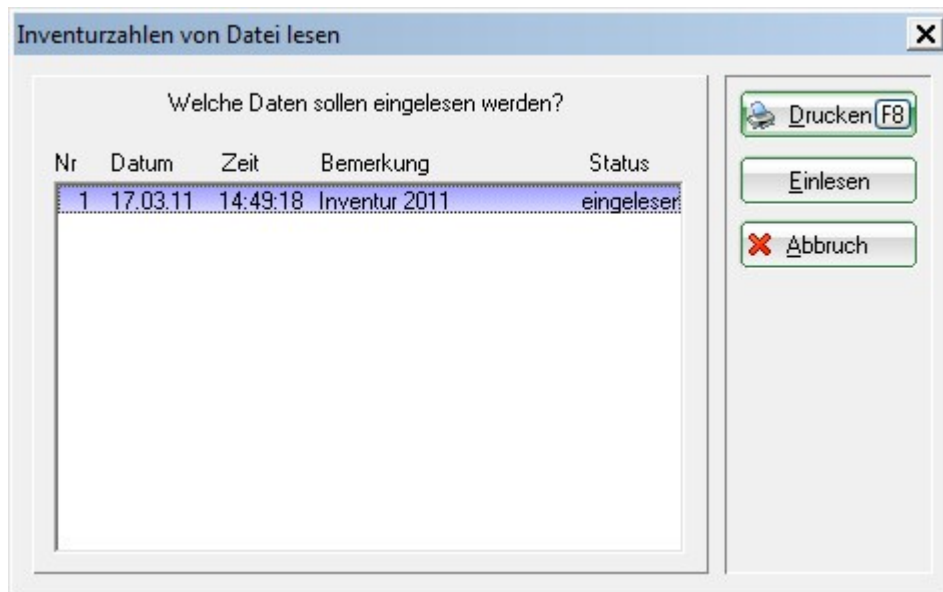 Inventurzahlen von Datei lesen
Welche Daten sollen eingelesen werden?
Nr Datum Zeit Bemerkung Status
1 17.03.11 14:49:18 Inventur 2011 eingelesen
Drucken F8
Einlesen
Abbruch